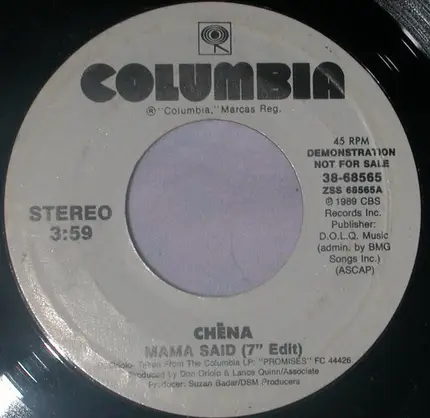 COLUMBIA
®"Columbia," Marcas Reg.
45 RPM
DEMONSTRATION
NOT FOR SALE
38-68565
ZSS 68565A
℗ 1989 CBS
Records Inc.
Publisher:
D.O.L.Q. Music
(admin. by BMG
Songs Inc.)
(ASCAP)
STEREO
3:59
CHËNA
MAMA SAID (7" Edit)
From The Columbia LP: "PROMISES" FC 44426
Produced by Don Oriolo & Lance Quinn/Associate
Producer: Suzan Bader/DSM Producers